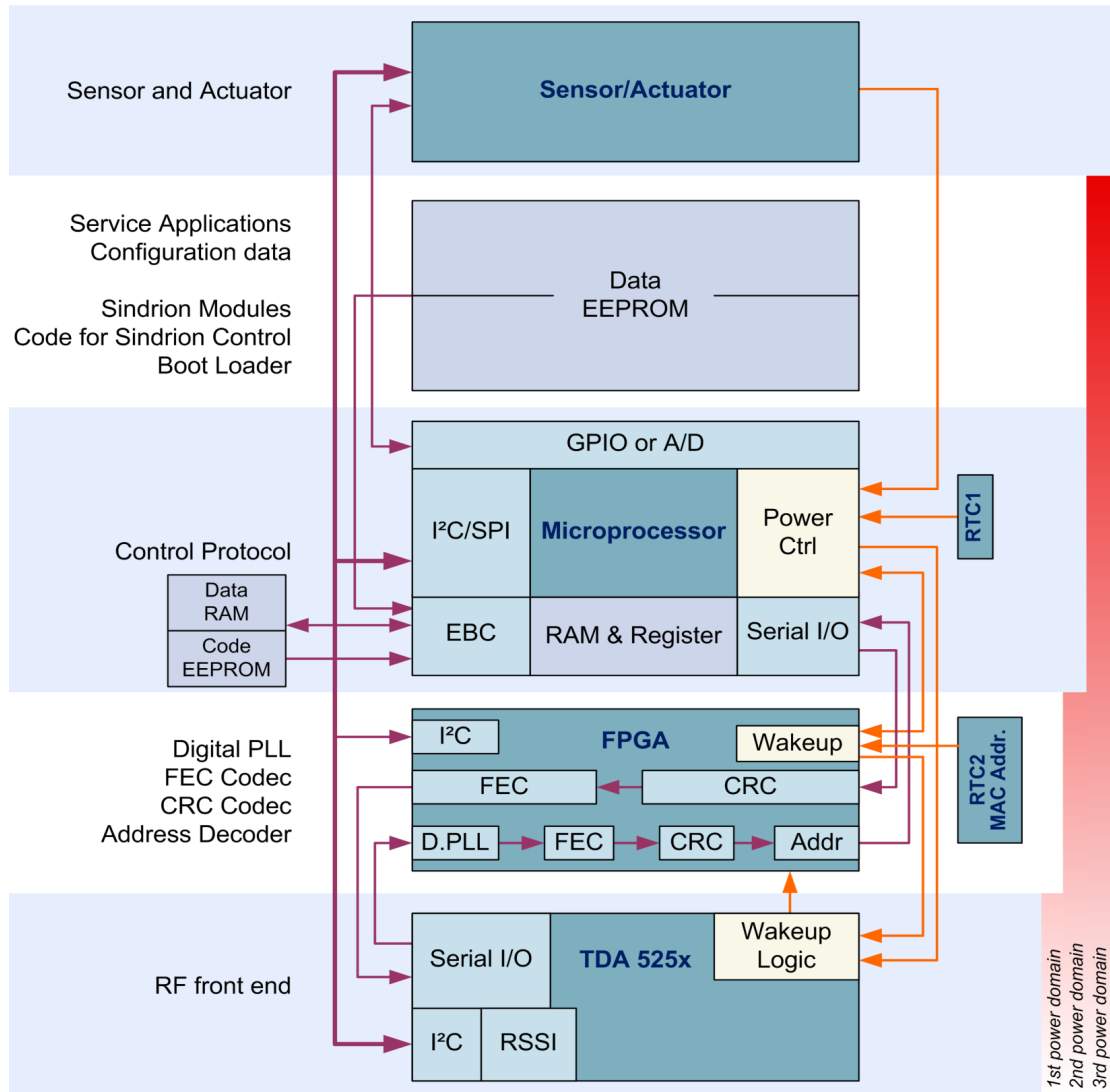 Sensor and Actuator
Sensor/Actuator
Service Applications
Configuration data
Sindrion Modules
Code for Sindrion Control
Boot Loader
Data
EEPROM
GPIO or A/D
I²C/SPI
Microprocessor
Power
Ctrl
RTC1
Control Protocol
Data
RAM
Code
EEPROM
EBC
RAM & Register
Serial I/O
Digital PLL
FEC Codec
CRC Codec
Address Decoder
I²C
FPGA
Wakeup
FEC
CRC
D.PLL
FEC
CRC
Addr
RTC2
MAC Addr.
RF front end
Serial I/O
TDA 525x
Wakeup
Logic
I²C
RSSI
1st power domain
2nd power domain
3rd power domain